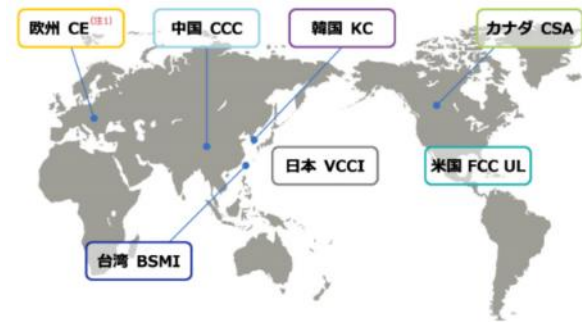 欧州 CE(注1)
中国 CCC
韓国 KC
カナダ CSA
日本 VCCI
米国 FCC UL
台湾 BSMI